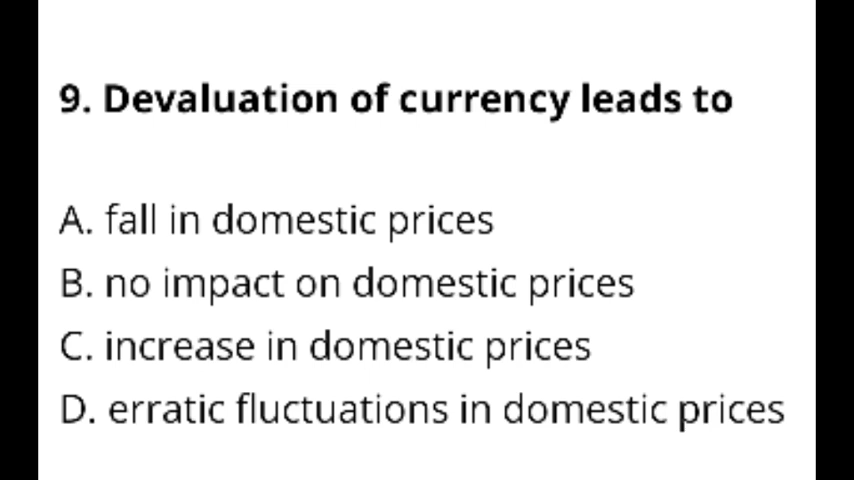 9. Devaluation of currency leads to
A. fall in domestic prices
B. no impact on domestic prices
C. increase in domestic prices
D. erratic fluctuations in domestic prices